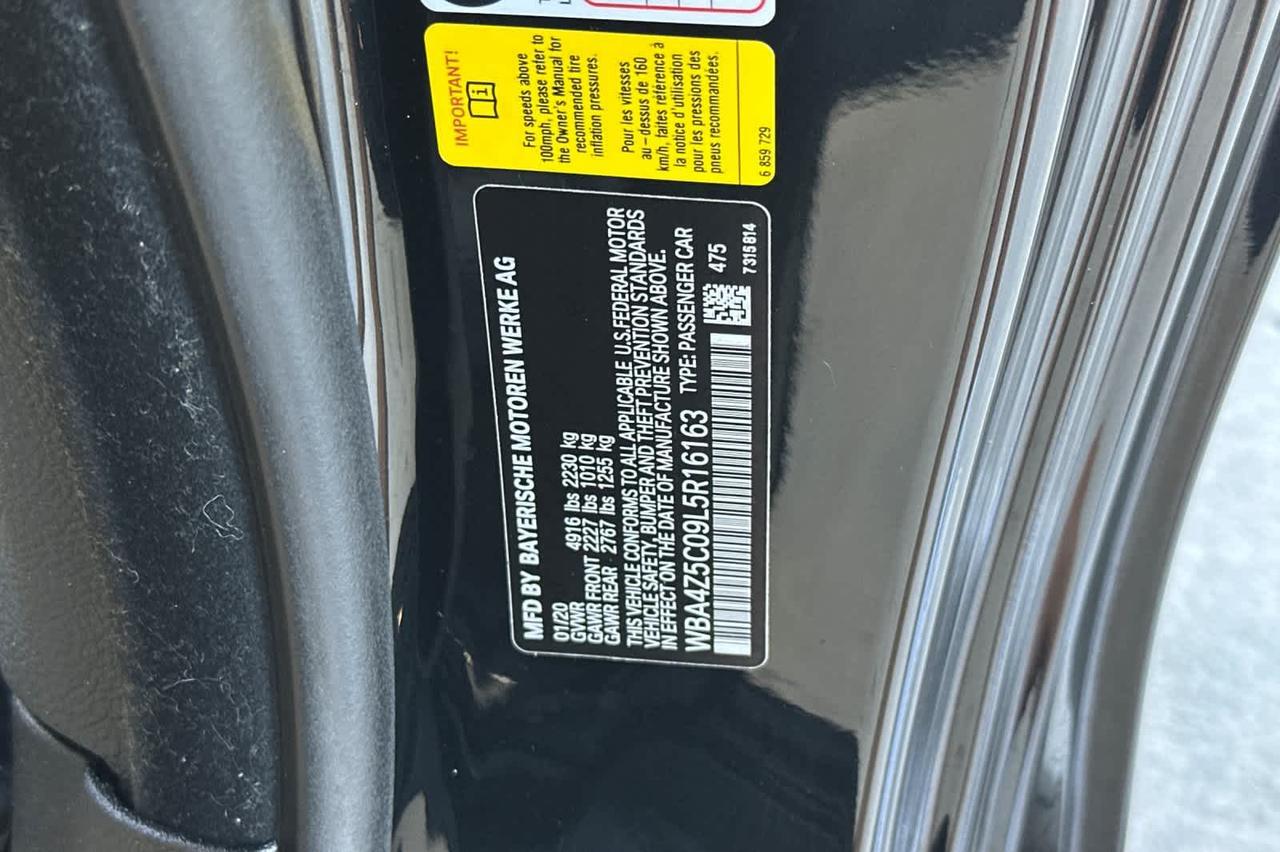 IMPORTANT!
For speeds above
100mph, please refer to
the Owner's Manual for
recommended tire
inflation pressures.
Pour les vitesses
au-dessus de 160
km/h, faites référence à
la notice d'utilisation
pour les pressions des
pneus recommandées.
6 859 729
MFD BY BAYERISCHE MOTOREN WERKE AG
01/20
GVWR 4916 lbs 2230 kg
GAWR FRONT 2227 lbs 1010 kg
GAWR REAR 2767 lbs 1255 kg
THIS VEHICLE CONFORMS TO ALL APPLICABLE U.S. FEDERAL MOTOR
VEHICLE SAFETY, BUMPER AND THEFT PREVENTION STANDARDS
IN EFFECT ON THE DATE OF MANUFACTURE SHOWN ABOVE.
WBA4Z5C09L5R16163 TYPE: PASSENGER CAR
475
7315814